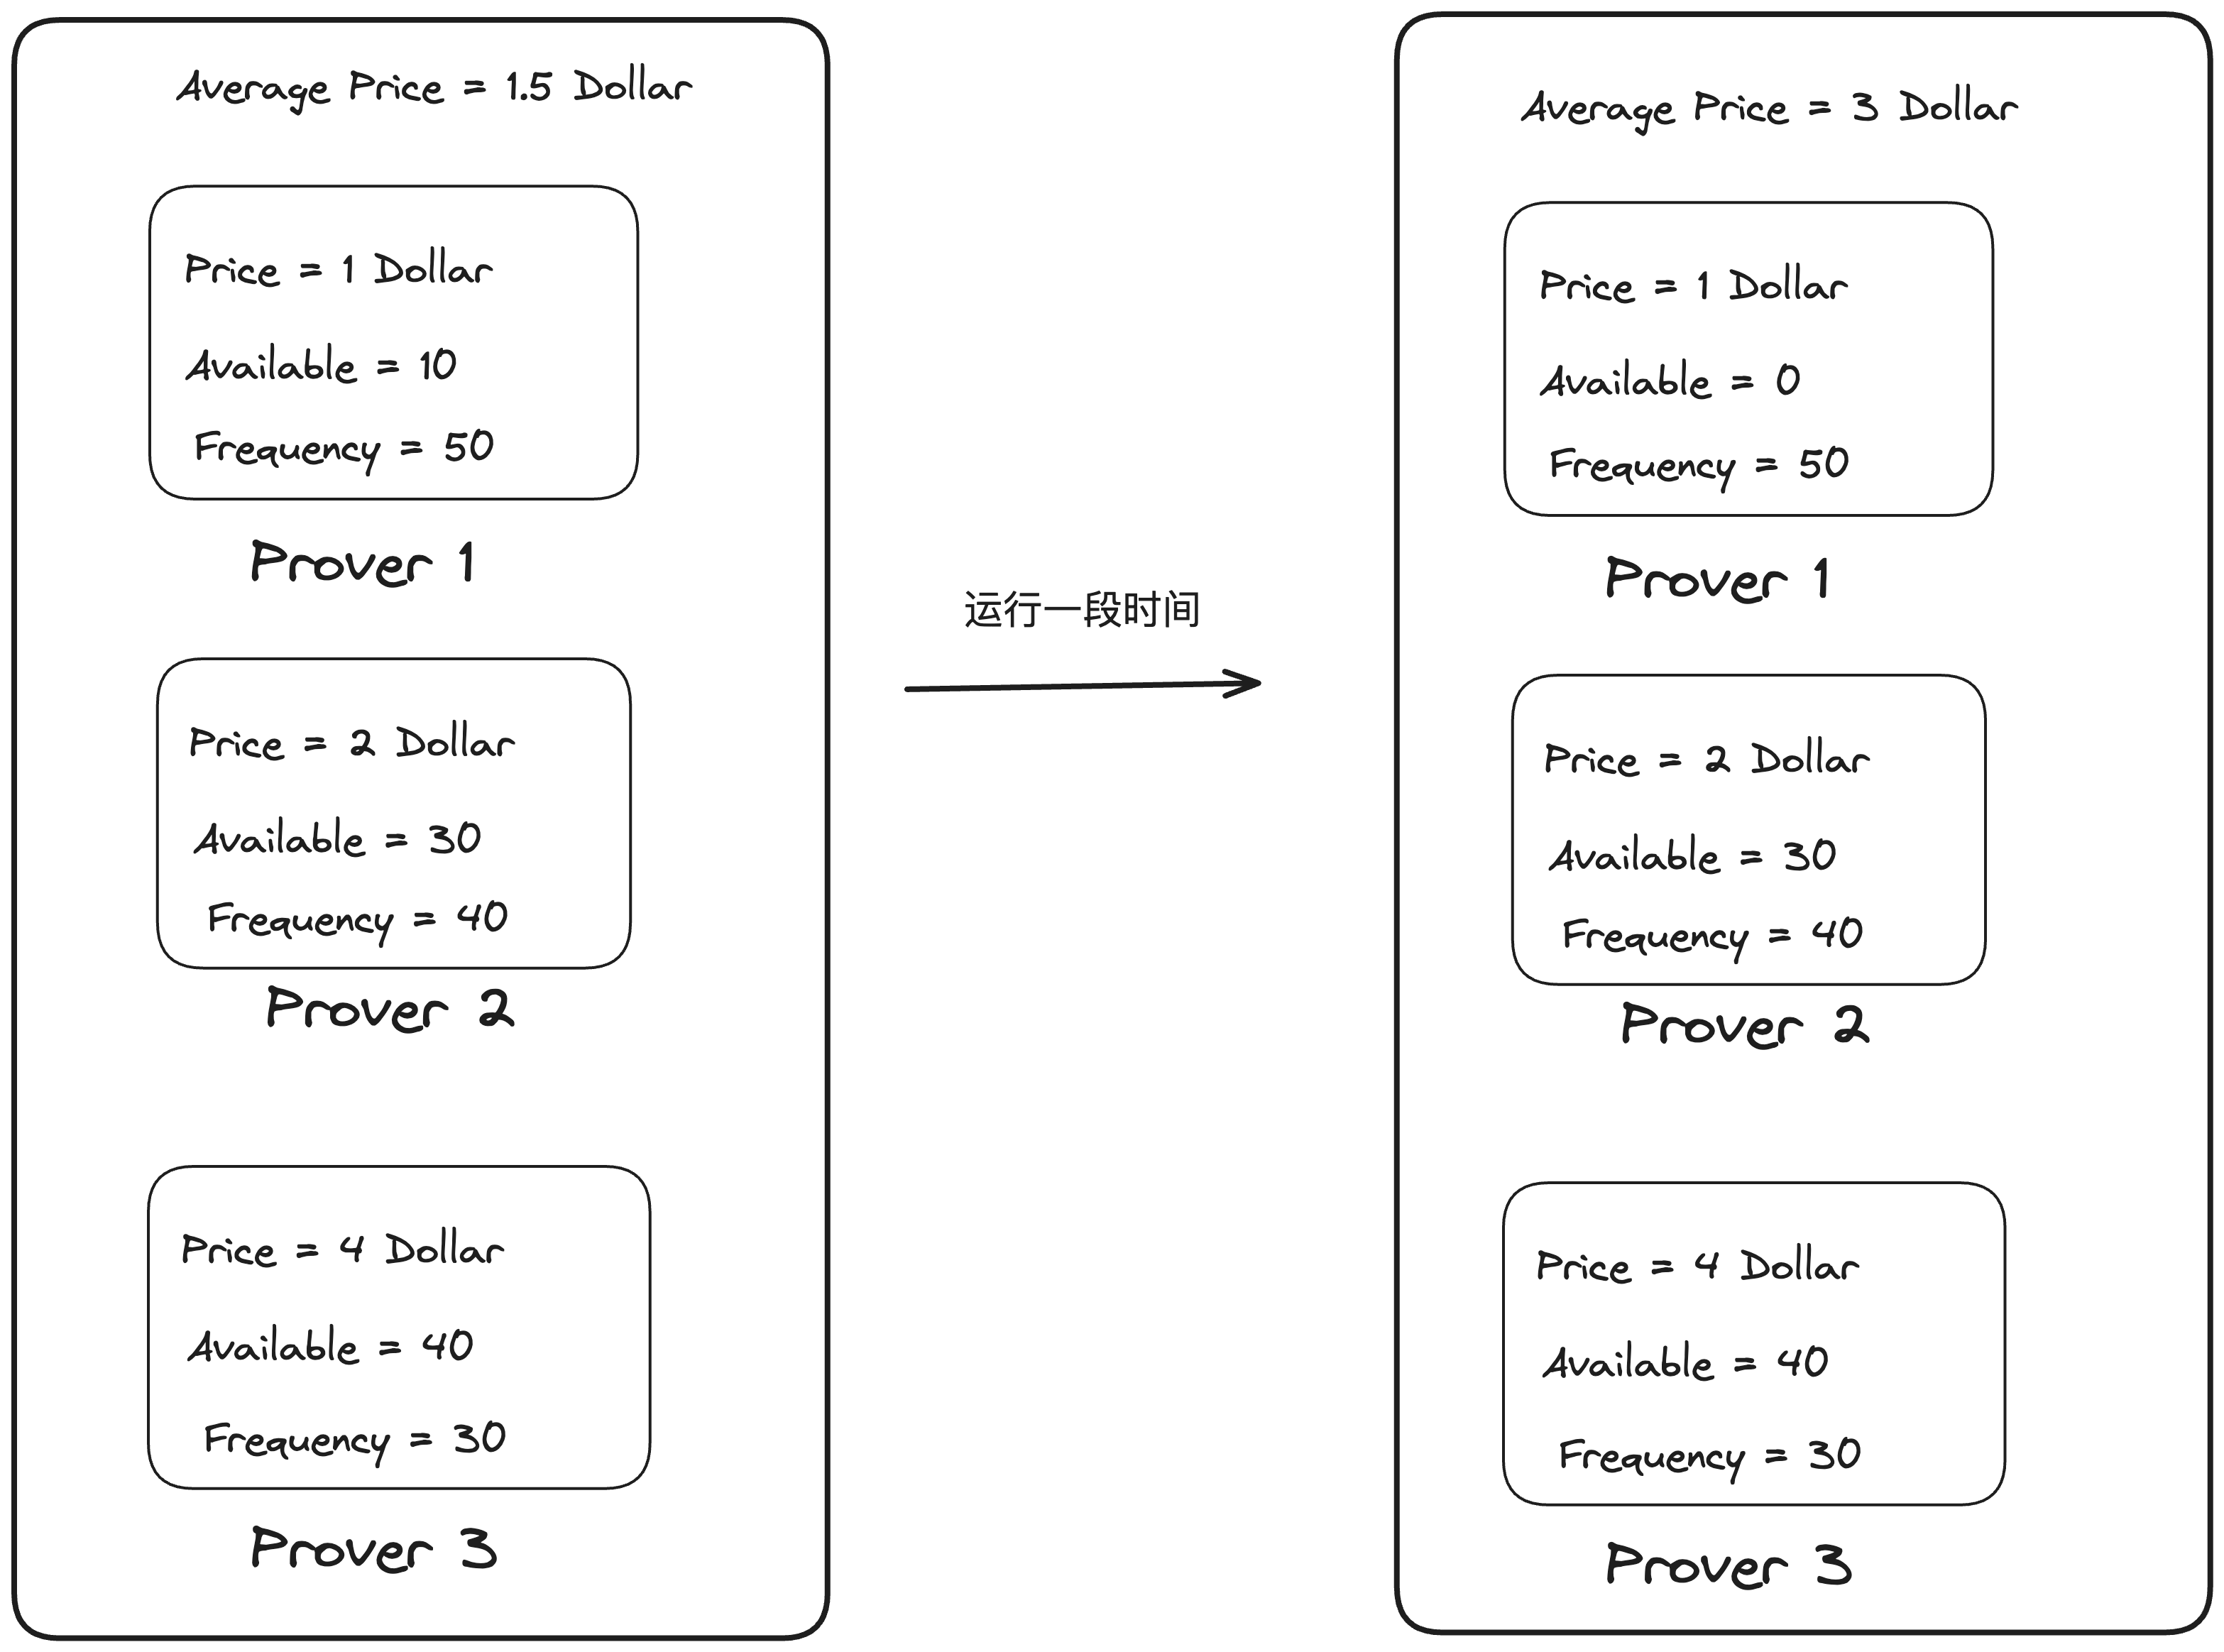 Average Price = 1.5 Dollar
Price = 1 Dollar
Available = 10
Frequency = 50
Prover 1
Price = 2 Dollar
Available = 30
Frequency = 40
Prover 2
Price = 4 Dollar
Available = 40
Frequency = 30
Prover 3
运行一段时间
Average Price = 3 Dollar
Price = 1 Dollar
Available = 0
Frequency = 50
Prover 1
Price = 2 Dollar
Available = 30
Frequency = 40
Prover 2
Price = 4 Dollar
Available = 40
Frequency = 30
Prover 3